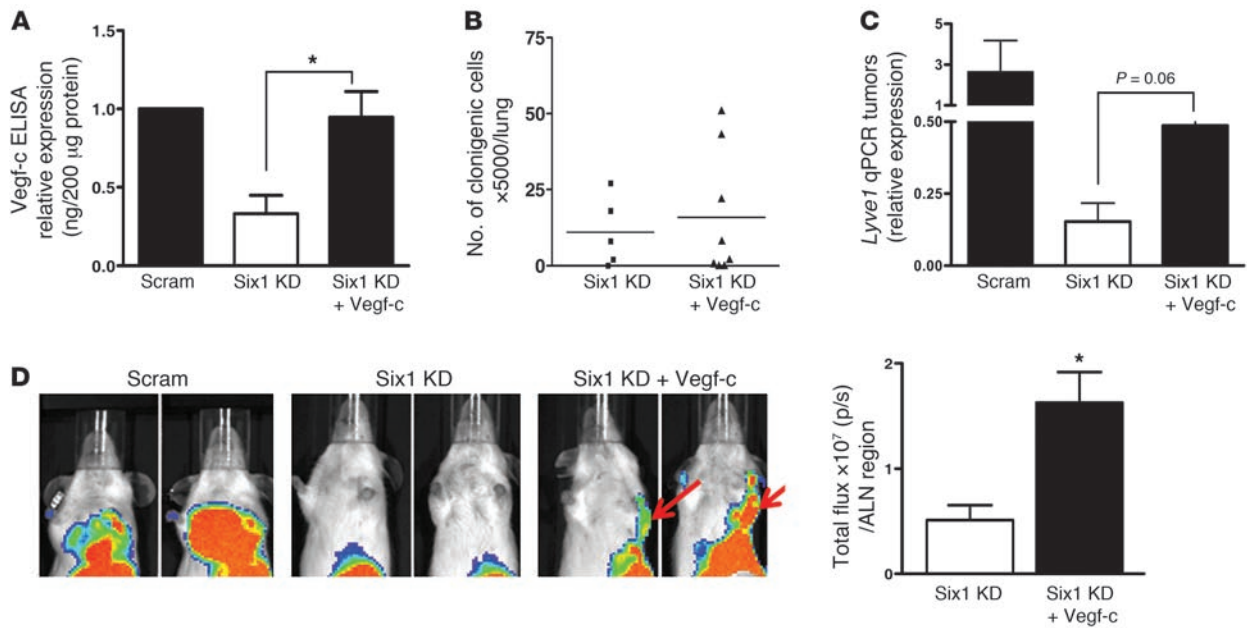 A
Vegf-c ELISA
relative expression
(ng/200 µg protein)
1.5
1.0
0.5
0.0
*
Scram
Six1 KD
Six1 KD
+ Vegf-c
B
No. of clonigenic cells
×5000/lung
75
50
25
0
Six1 KD
Six1 KD
+ Vegf-c
C
Lyve1 qPCR tumors
(relative expression)
5
3
1
0.50
0.25
0.00
P = 0.06
Scram
Six1 KD
Six1 KD
+ Vegf-c
D
Scram
Six1 KD
Six1 KD + Vegf-c
Total flux ×10⁷ (p/s)
/ALN region
2
1
0
*
Six1 KD
Six1 KD
+ Vegf-c